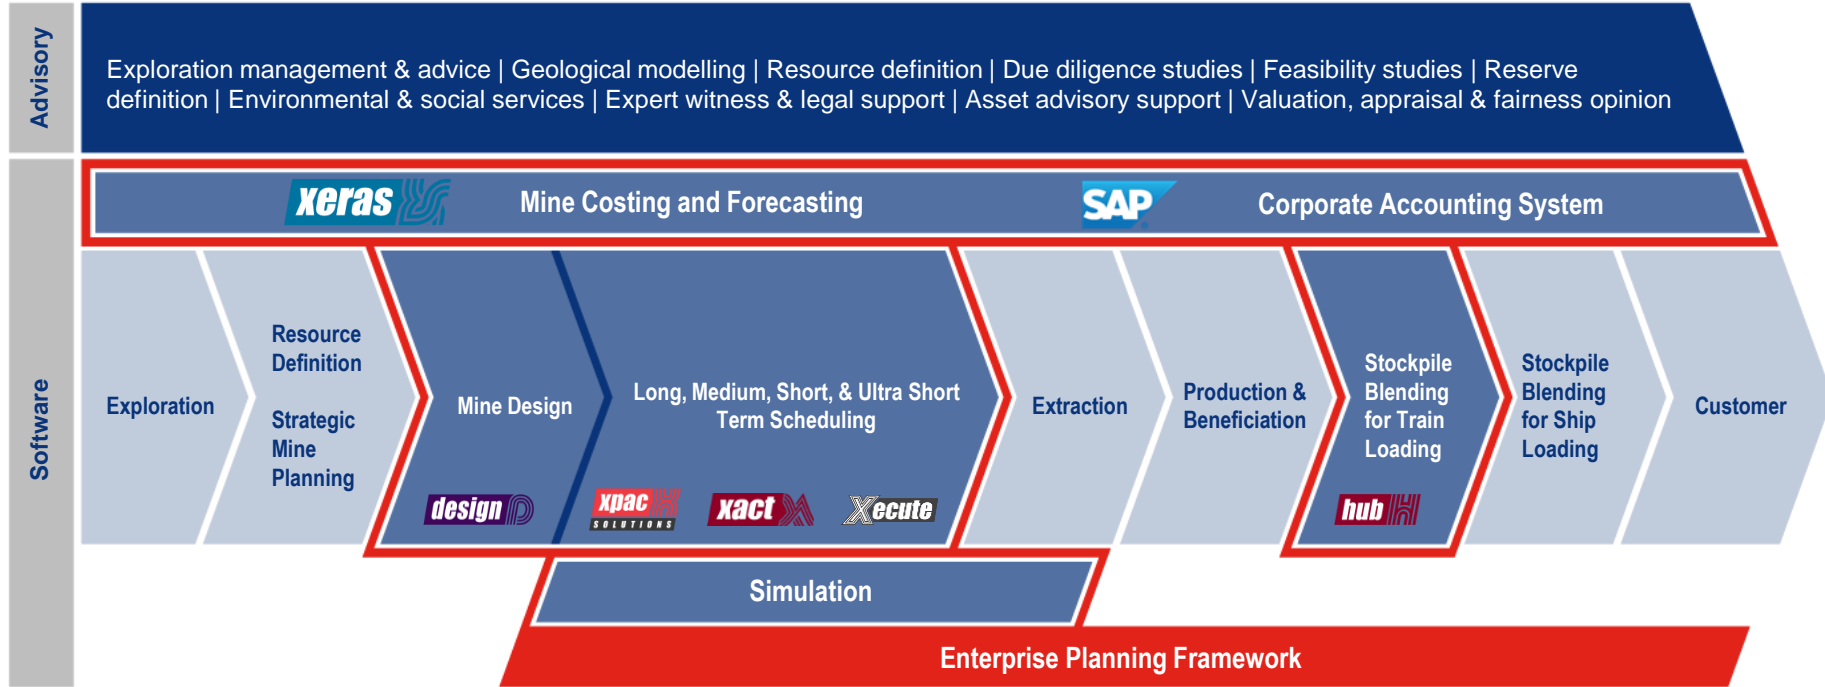 Advisory
Exploration management & advice | Geological modelling | Resource definition | Due diligence studies | Feasibility studies | Reserve
definition | Environmental & social services | Expert witness & legal support | Asset advisory support | Valuation, appraisal & fairness opinion
Software
xeras
Mine Costing and Forecasting
SAP
Corporate Accounting System
Exploration
Resource
Definition
Strategic
Mine
Planning
Mine Design
design
Long, Medium, Short, & Ultra Short
Term Scheduling
xpac
SOLUTIONS
xact
Xecute
Extraction
Production &
Beneficiation
Stockpile
Blending
for Train
Loading
hub
Stockpile
Blending
for Ship
Loading
Customer
Simulation
Enterprise Planning Framework